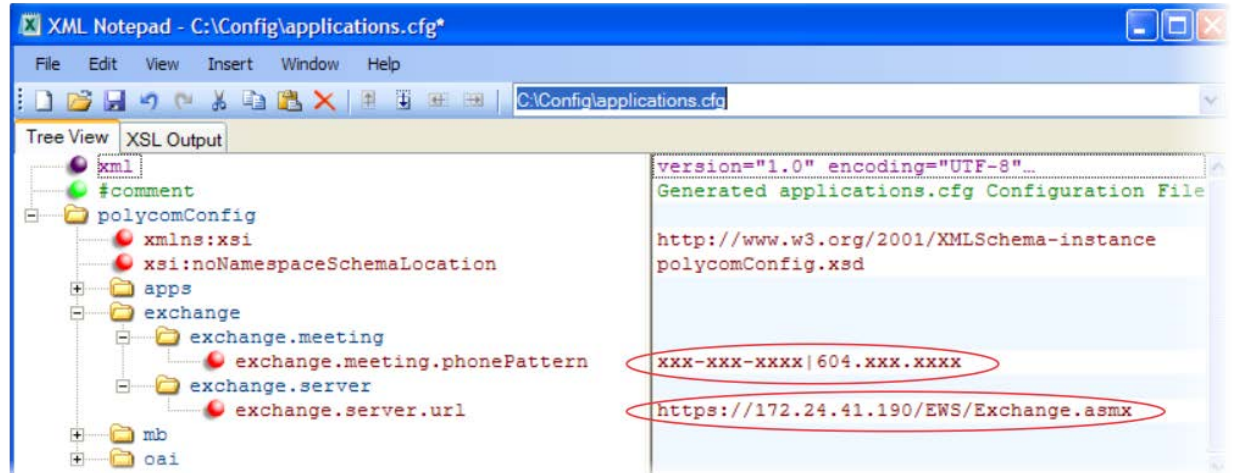 XML Notepad - C:\Config\applications.cfg*
File Edit View Insert Window Help
C:\Config\applications.cfg
Tree View XSL Output
xml version="1.0" encoding="UTF-8"…
#comment Generated applications.cfg Configuration File
polycomConfig
xmlns:xsi http://www.w3.org/2001/XMLSchema-instance
xsi:noNamespaceSchemaLocation polycomConfig.xsd
apps
exchange
exchange.meeting
exchange.meeting.phonePattern xxx-xxx-xxxx|604.xxx.xxxx
exchange.server
exchange.server.url https://172.24.41.190/EWS/Exchange.asmx
mb
oai